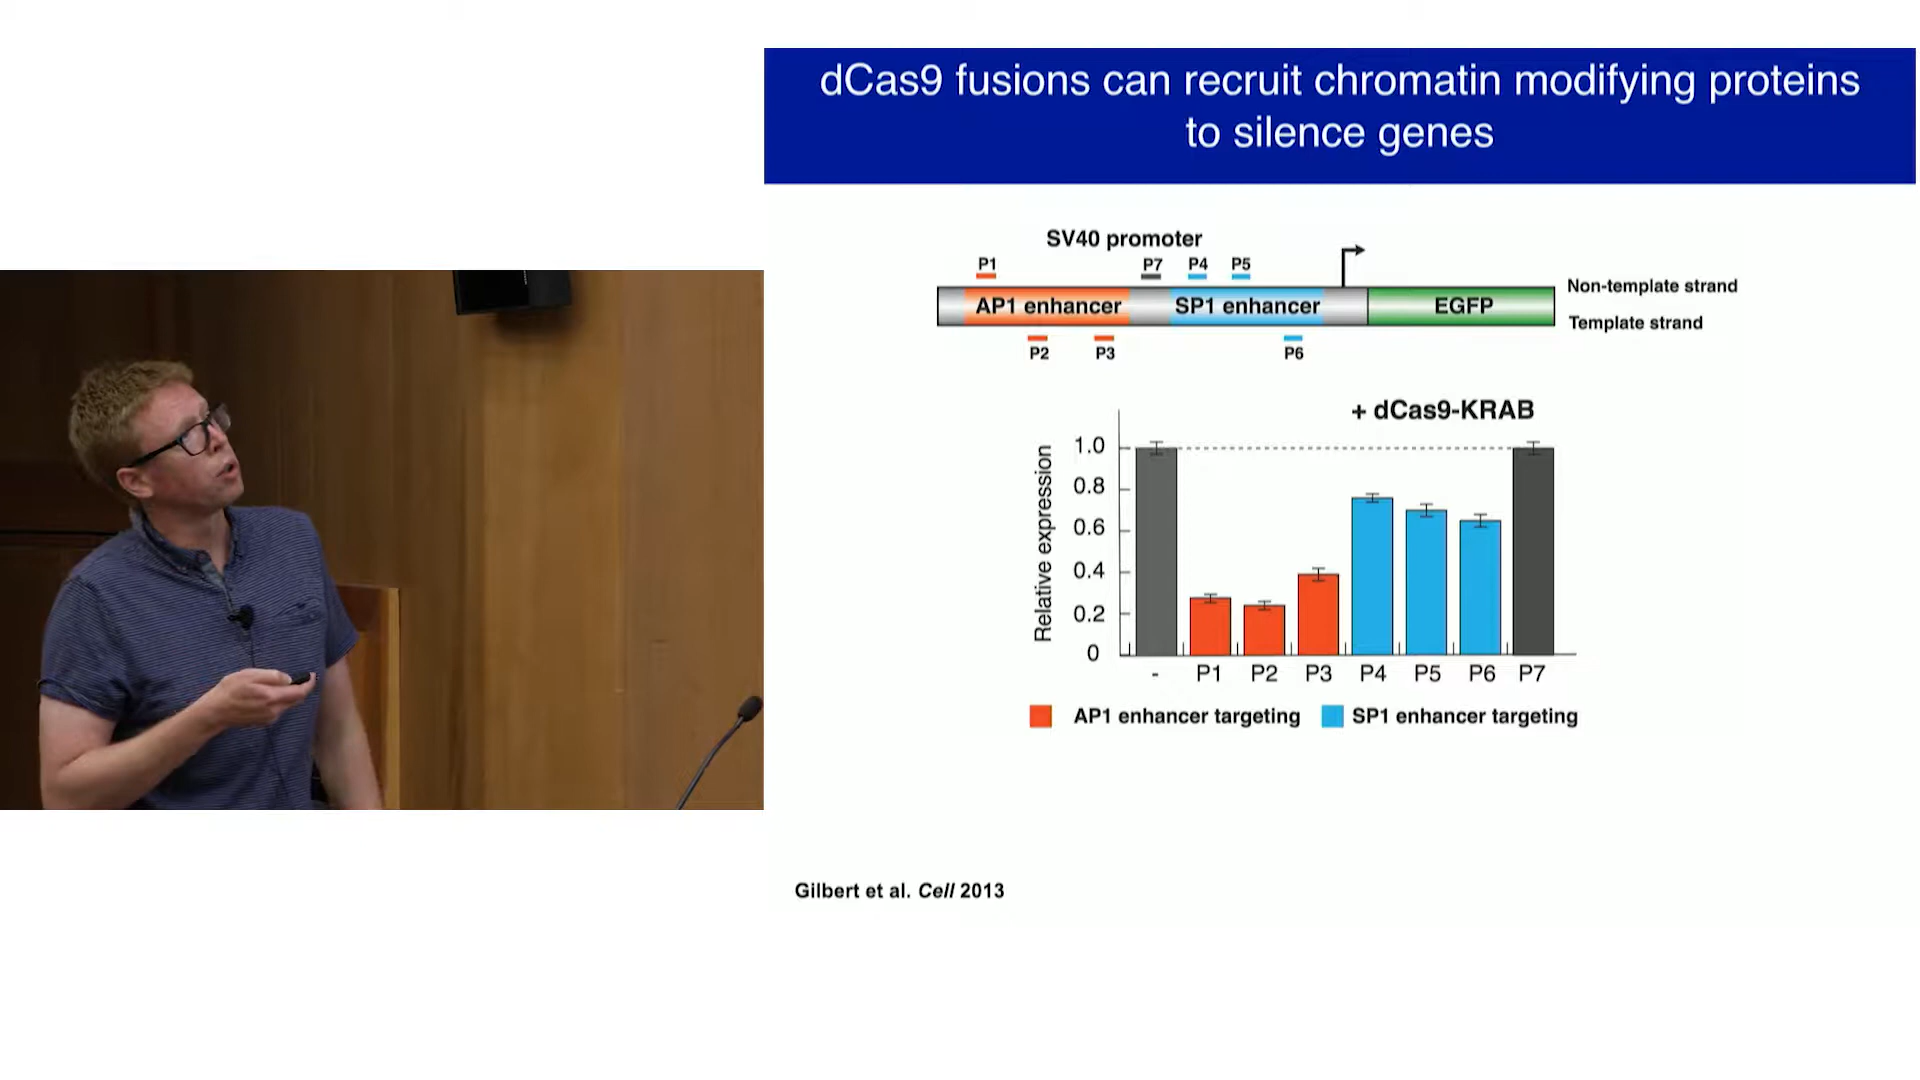 dCas9 fusions can recruit chromatin modifying proteins
to silence genes
SV40 promoter
P1
P7
P4
P5
AP1 enhancer
SP1 enhancer
EGFP
Non-template strand
Template strand
P2
P3
P6
+ dCas9-KRAB
Relative expression
1.0
0.8
0.6
0.4
0.2
0
- P1 P2 P3 P4 P5 P6 P7
AP1 enhancer targeting
SP1 enhancer targeting
Gilbert et al. Cell 2013